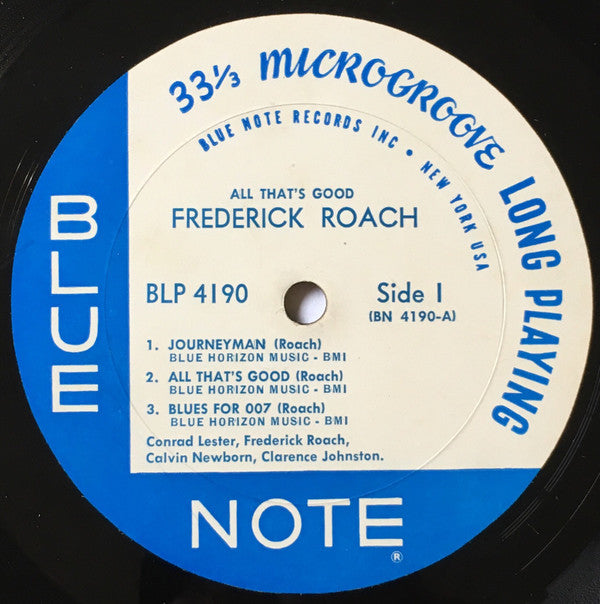 33⅓ MICROGROOVE LONG PLAYING
BLUE NOTE RECORDS INC • NEW YORK USA
ALL THAT'S GOOD
FREDERICK ROACH
BLP 4190
Side 1
(BN 4190-A)
1. JOURNEYMAN (Roach)
BLUE HORIZON MUSIC - BMI
2. ALL THAT'S GOOD (Roach)
BLUE HORIZON MUSIC - BMI
3. BLUES FOR 007 (Roach)
BLUE HORIZON MUSIC - BMI
Conrad Lester, Frederick Roach,
Calvin Newborn, Clarence Johnston.
BLUE
NOTE®